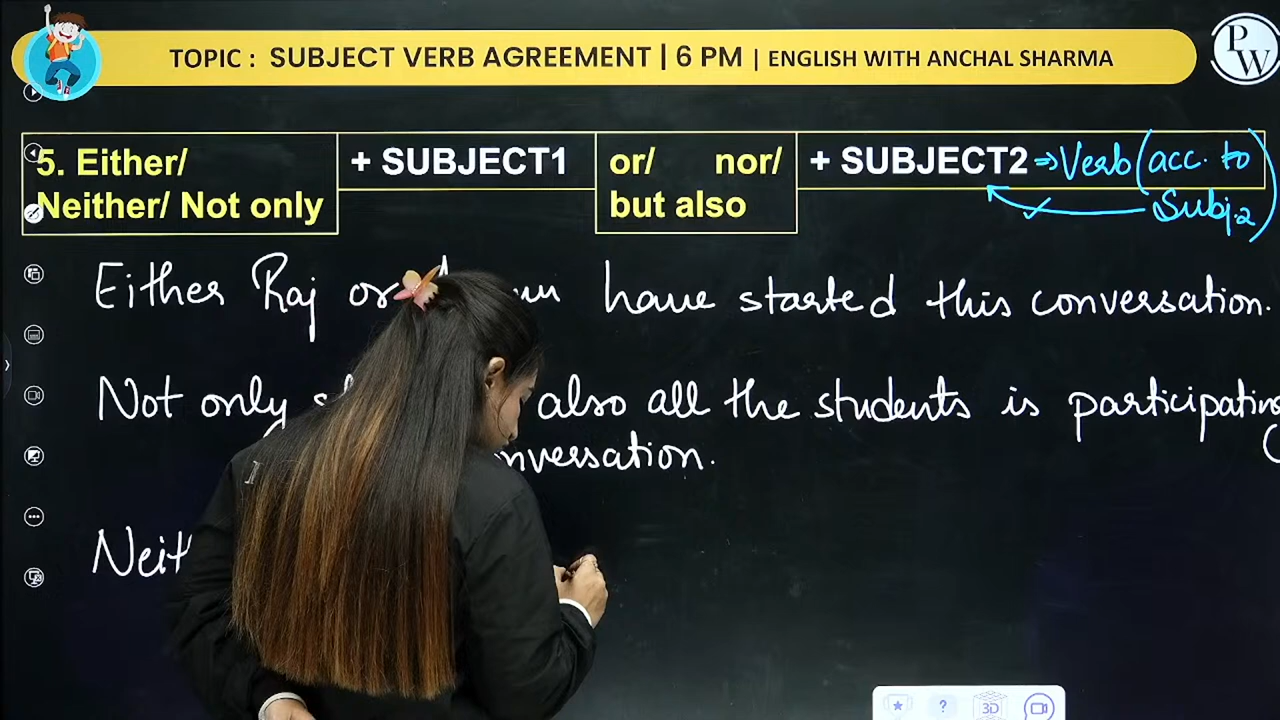 TOPIC : SUBJECT VERB AGREEMENT | 6 PM | ENGLISH WITH ANCHAL SHARMA
PW
5. Either/ + SUBJECT1 or/ nor/ + SUBJECT2 ⇒ Verb (acc. to
Neither/ Not only but also Subj.2)
Either Raj or have started this conversation.
Not only also all the students is participating
3D